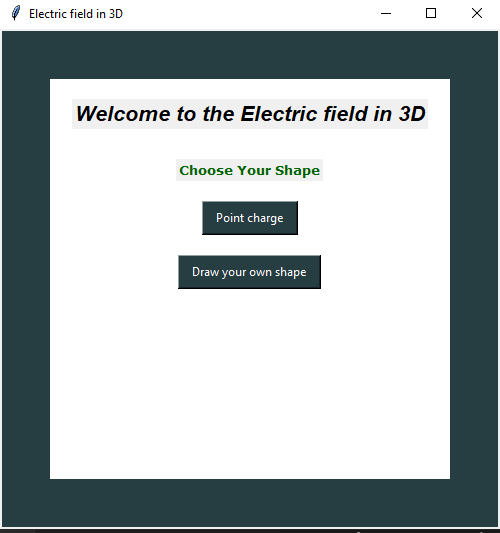 Electric field in 3D
Welcome to the Electric field in 3D
Choose Your Shape
Point charge
Draw your own shape